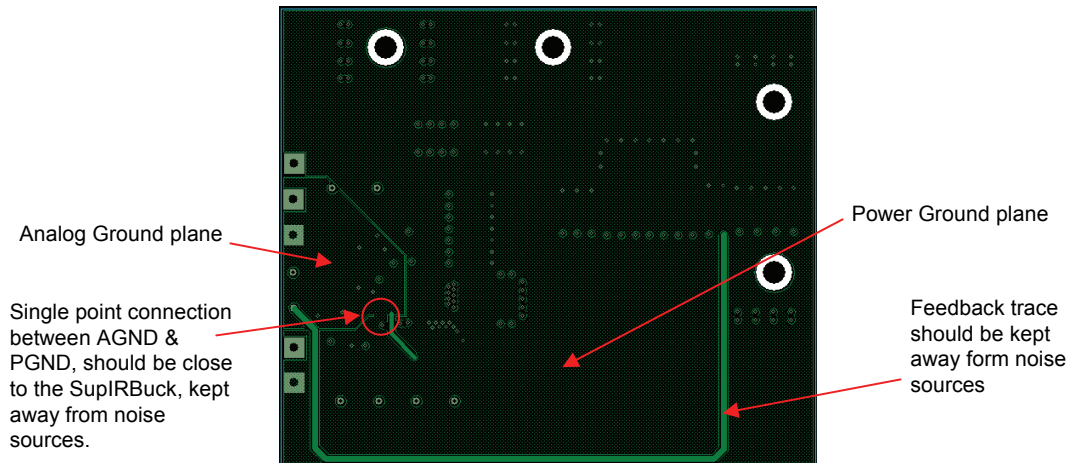 Analog Ground plane
Single point connection
between AGND &
PGND, should be close
to the SupIRBuck, kept
away from noise
sources.
Power Ground plane
Feedback trace
should be kept
away form noise
sources